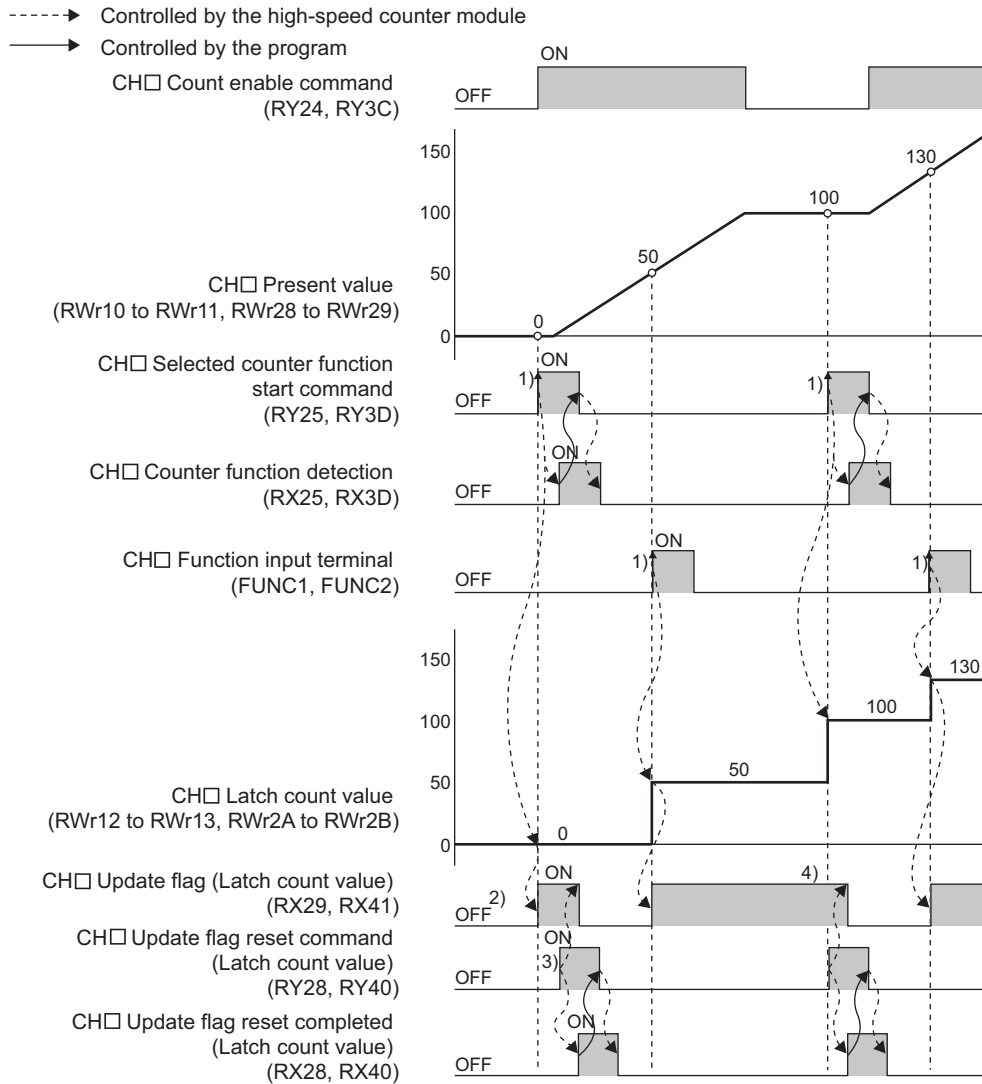 Controlled by the high-speed counter module
Controlled by the program
ON
CH□ Count enable command
(RY24, RY3C)
OFF
150
130
100
100
50
50
CH□ Present value
(RWr10 to RWr11, RWr28 to RWr29)
0
0
CH□ Selected counter function
start command
(RY25, RY3D)
ON
1)
1)
OFF
CH□ Counter function detection
(RX25, RX3D)
ON
OFF
CH□ Function input terminal
(FUNC1, FUNC2)
ON
1)
1)
OFF
150
130
100
100
50
50
CH□ Latch count value
(RWr12 to RWr13, RWr2A to RWr2B)
0
0
CH□ Update flag (Latch count value)
(RX29, RX41)
ON
4)
2)
OFF
CH□ Update flag reset command
(Latch count value)
(RY28, RY40)
ON
3)
OFF
CH□ Update flag reset completed
(Latch count value)
(RX28, RX40)
ON
OFF